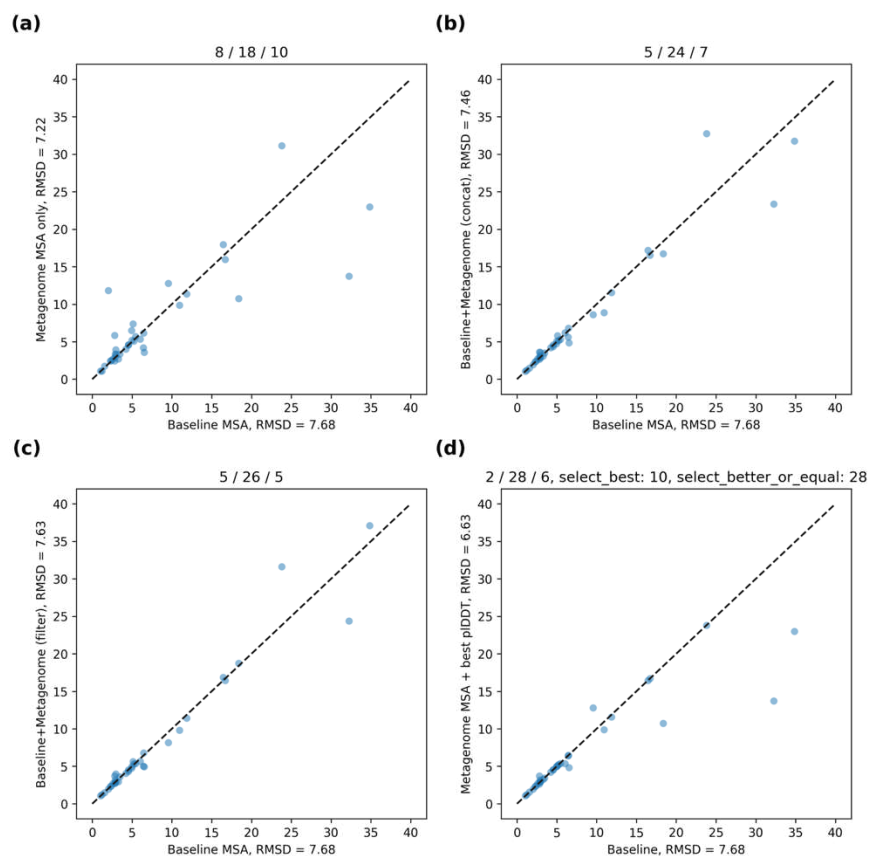 (a)
8 / 18 / 10
Metagenome MSA only, RMSD = 7.22
40
35
30
25
20
15
10
5
0
0 5 10 15 20 25 30 35 40
Baseline MSA, RMSD = 7.68
(b)
5 / 24 / 7
Baseline+Metagenome (concat), RMSD = 7.46
40
35
30
25
20
15
10
5
0
0 5 10 15 20 25 30 35 40
Baseline MSA, RMSD = 7.68
(c)
5 / 26 / 5
Baseline+Metagenome (filter), RMSD = 7.63
40
35
30
25
20
15
10
5
0
0 5 10 15 20 25 30 35 40
Baseline MSA, RMSD = 7.68
(d)
2 / 28 / 6, select_best: 10, select_better_or_equal: 28
Metagenome MSA + best plDDT, RMSD = 6.63
40
35
30
25
20
15
10
5
0
0 5 10 15 20 25 30 35 40
Baseline, RMSD = 7.68